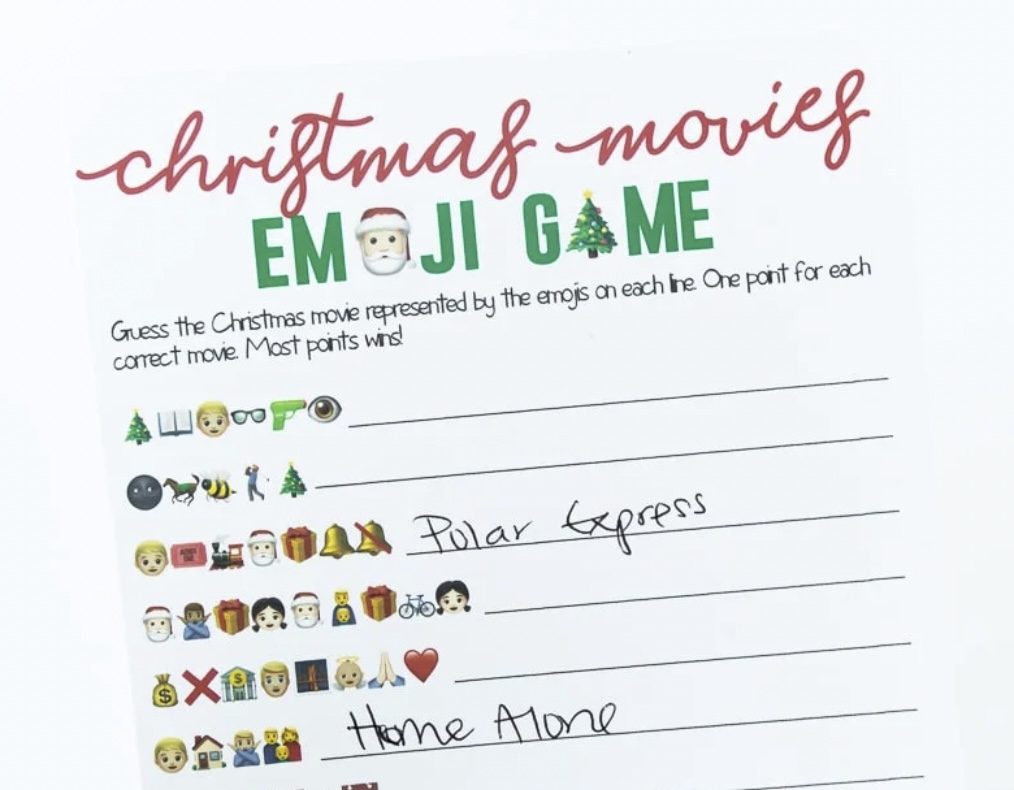 christmas movies
EMOJI GAME
Guess the Christmas movie represented by the emojis on each line. One point for each
correct movie. Most points wins!
Polar Express
Home Alone